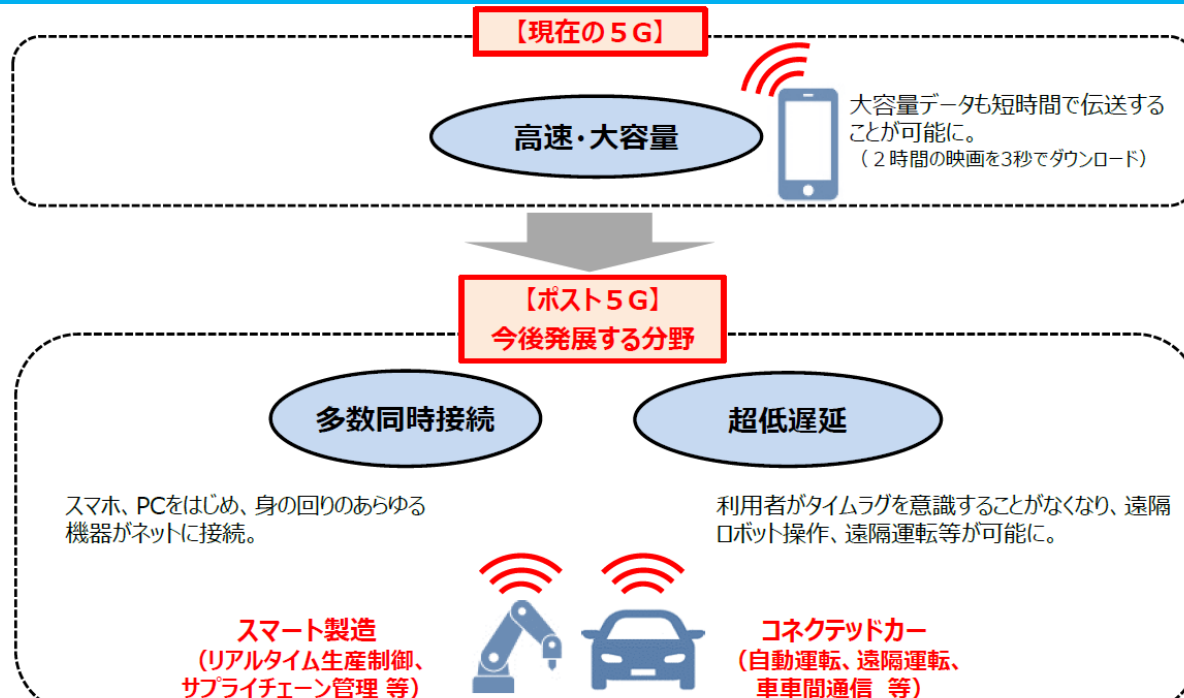 【現在の５G】
高速・大容量
大容量データも短時間で伝送する
ことが可能に。
（２時間の映画を3秒でダウンロード）
【ポスト５G】
今後発展する分野
多数同時接続
超低遅延
スマホ、PCをはじめ、身の回りのあらゆる
機器がネットに接続。
利用者がタイムラグを意識することがなくなり、遠隔
ロボット操作、遠隔運転等が可能に。
スマート製造
（リアルタイム生産制御、
サプライチェーン管理 等）
コネクテッドカー
（自動運転、遠隔運転、
車車間通信 等）